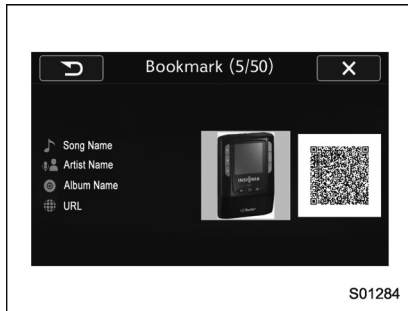 Bookmark (5/50)
Song Name
Artist Name
Album Name
URL
INSIGNIA
S01284